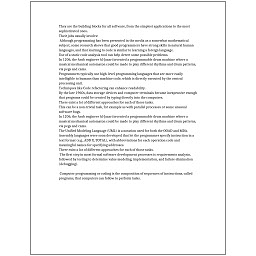 They are the building blocks for all software, from the simplest applications to the most
sophisticated ones.
There jobs usually involve:
Although programming has been presented in the media as a somewhat mathematical
subject, some research shows that good programmers have strong skills in natural human
languages, and that learning to code is similar to learning a foreign language.
Use of a static code analysis tool can help detect some possible problems.
In 1206, the Arab engineer Al-Jazari invented a programmable drum machine where a
musical mechanical automaton could be made to play different rhythms and drum patterns,
via pegs and cams.
Programmers typically use high-level programming languages that are more easily
intelligible to humans than machine code, which is directly executed by the central
processing unit.
Techniques like Code refactoring can enhance readability.
By the late 1960s, data storage devices and computer terminals became inexpensive enough
that programs could be created by typing directly into the computers.
There exist a lot of different approaches for each of those tasks.
This can be a non-trivial task, for example as with parallel processes or some unusual
software bugs.
In 1206, the Arab engineer Al-Jazari invented a programmable drum machine where a
musical mechanical automaton could be made to play different rhythms and drum patterns,
via pegs and cams.
The Unified Modeling Language (UML) is a notation used for both the OOAD and MDA.
Assembly languages were soon developed that let the programmer specify instruction in a
text format (e.g., ADD X, TOTAL), with abbreviations for each operation code and
meaningful names for specifying addresses.
There exist a lot of different approaches for each of those tasks.
The first step in most formal software development processes is requirements analysis,
followed by testing to determine value modeling, implementation, and failure elimination
(debugging).
Computer programming or coding is the composition of sequences of instructions, called
programs, that computers can follow to perform tasks.